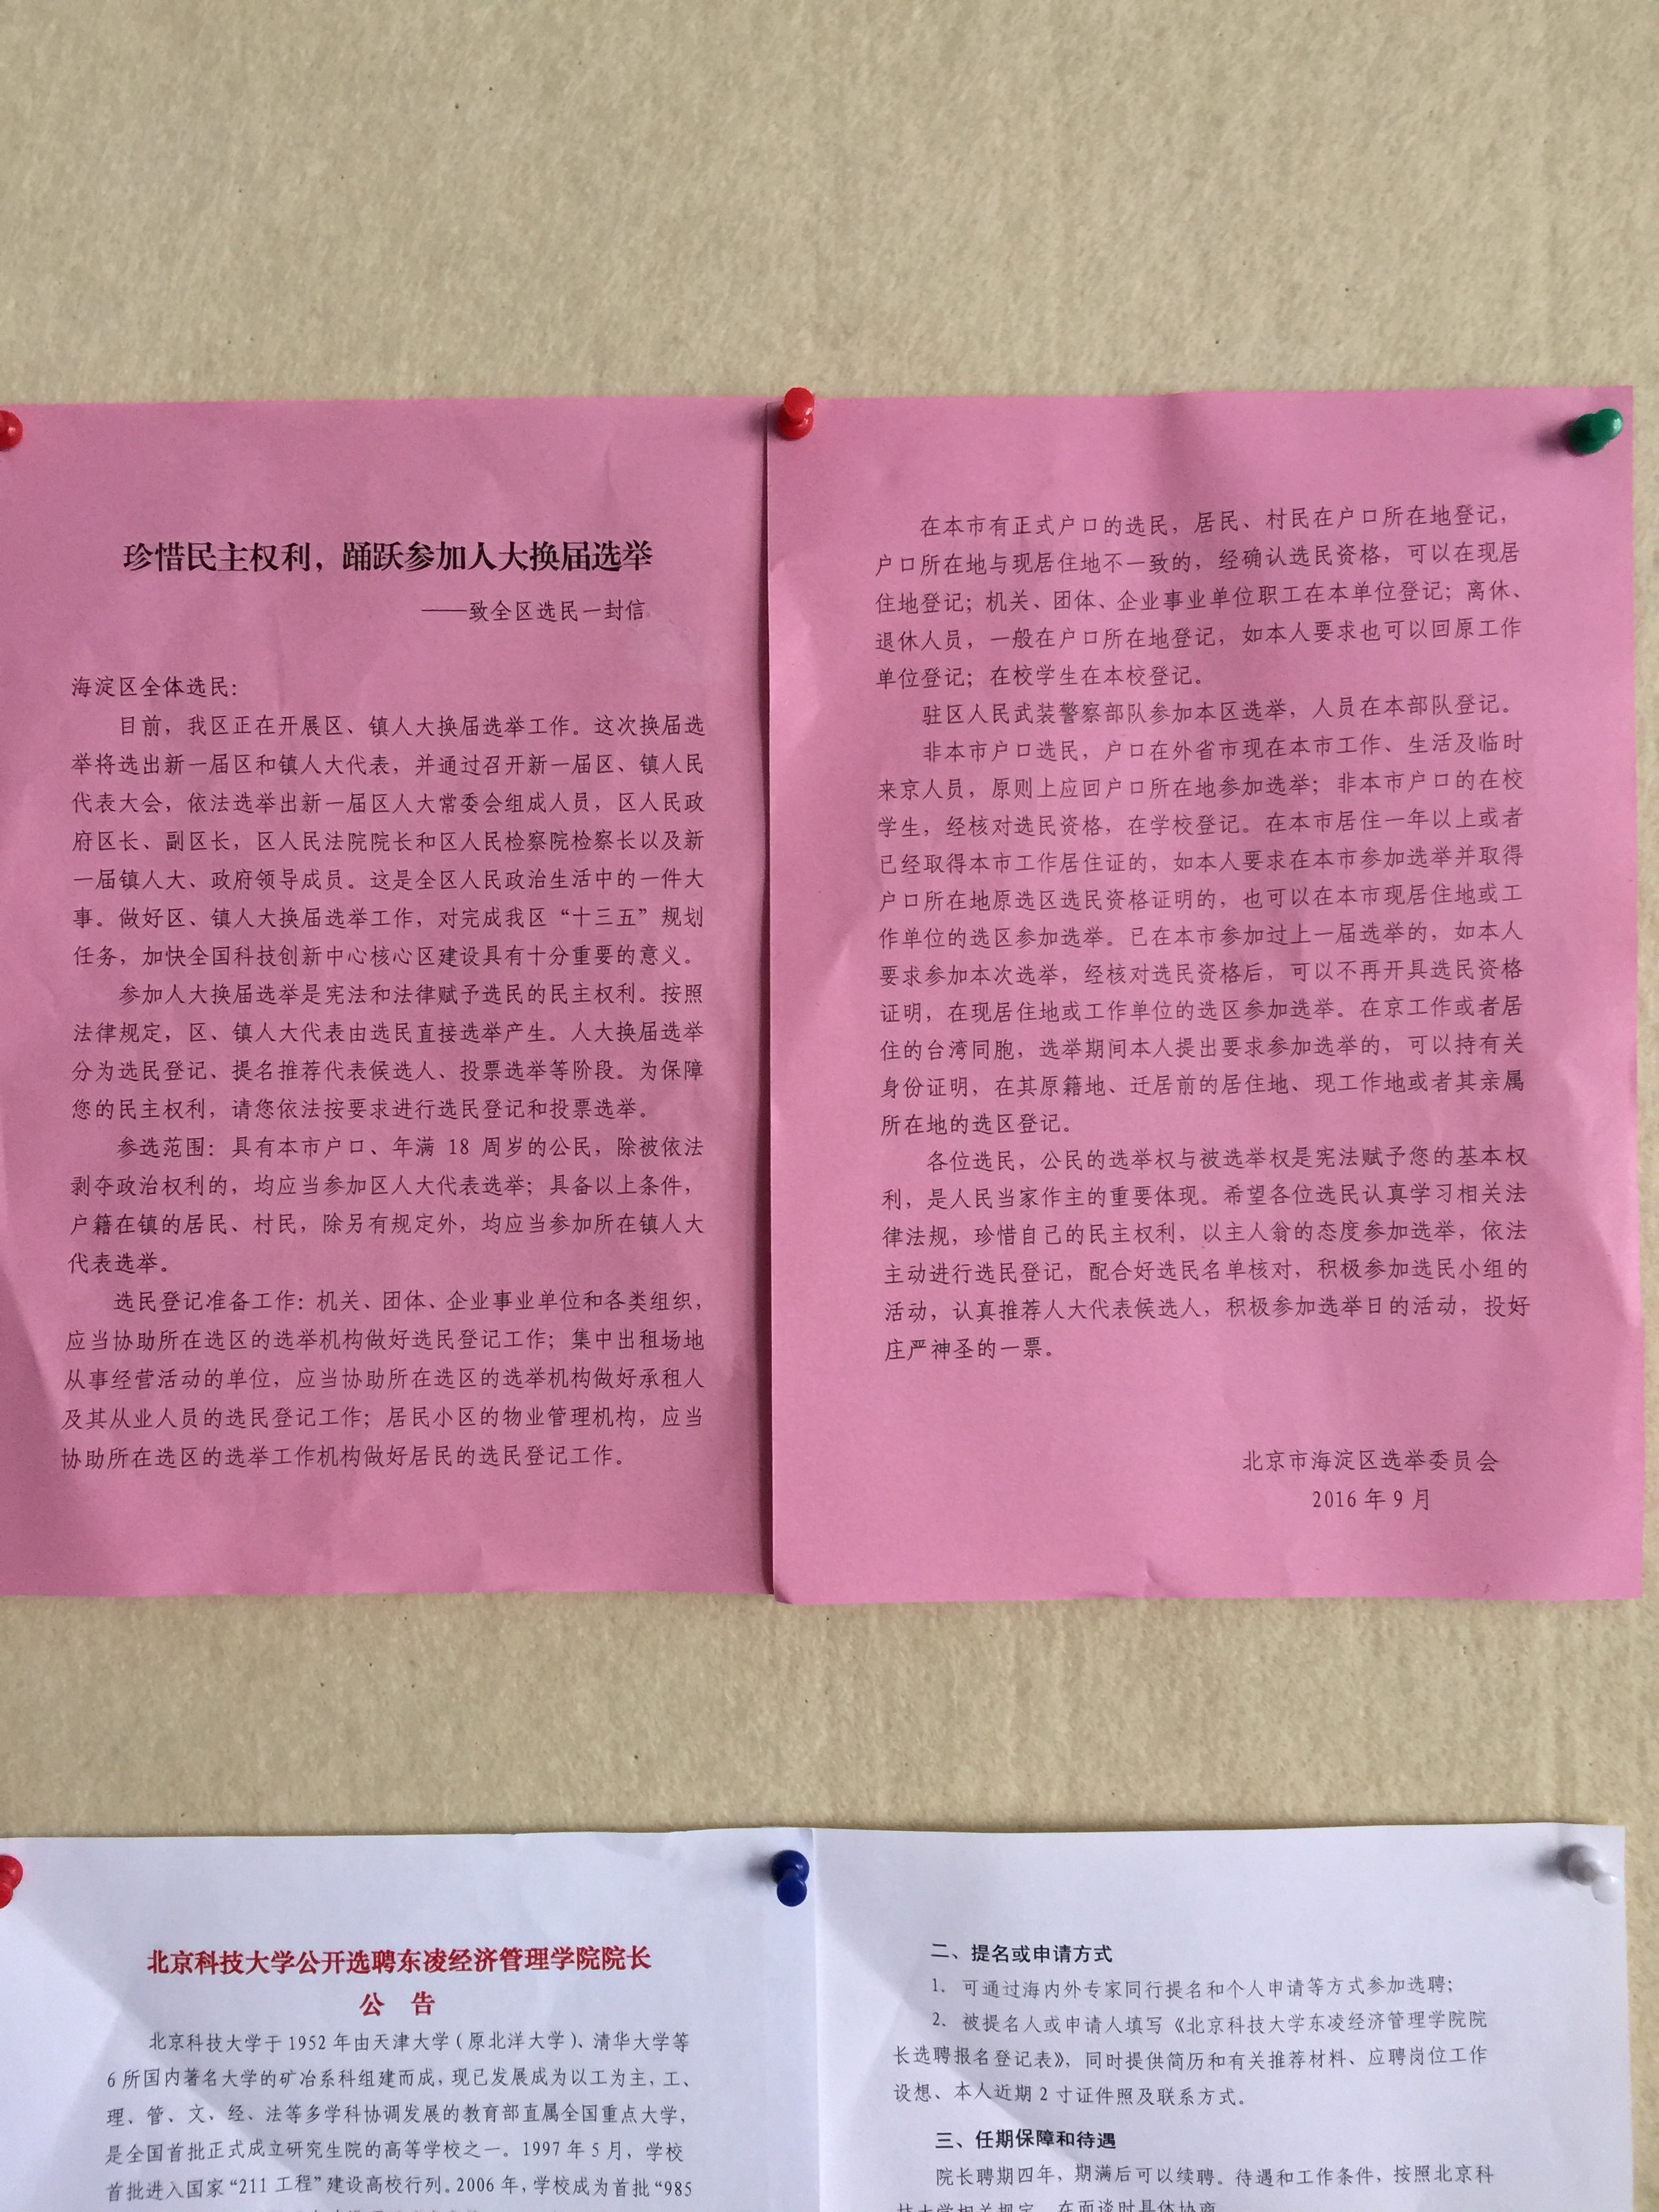 珍惜民主权利，踊跃参加人大换届选举
——致全区选民一封信
海淀区全体选民：
目前，我区正在开展区、镇人大换届选举工作。这次换届选
举将选出新一届区和镇人大代表，并通过召开新一届区、镇人民
代表大会，依法选举出新一届区人大常委会组成人员，区人民政
府区长、副区长，区人民法院院长和区人民检察院检察长以及新
一届镇人大、政府领导成员。这是全区人民政治生活中的一件大
事。做好区、镇人大换届选举工作，对完成我区“十三五”规划
任务，加快全国科技创新中心核心区建设具有十分重要的意义。
参加人大换届选举是宪法和法律赋予选民的民主权利。按照
法律规定，区、镇人大代表由选民直接选举产生。人大换届选举
分为选民登记、提名推荐代表候选人、投票选举等阶段。为保障
您的民主权利，请您依法按要求进行选民登记和投票选举。
参选范围：具有本市户口、年满 18 周岁的公民，除被依法
剥夺政治权利的，均应当参加区人大代表选举；具备以上条件，
户籍在镇的居民、村民，除另有规定外，均应当参加所在镇人大
代表选举。
选民登记准备工作：机关、团体、企业事业单位和各类组织，
应当协助所在选区的选举机构做好选民登记工作；集中出租场地
从事经营活动的单位，应当协助所在选区的选举机构做好承租人
及其从业人员的选民登记工作；居民小区的物业管理机构，应当
协助所在选区的选举工作机构做好居民的选民登记工作。
在本市有正式户口的选民，居民、村民在户口所在地登记，
户口所在地与现居住地不一致的，经确认选民资格，可以在现居
住地登记；机关、团体、企业事业单位职工在本单位登记；离休、
退休人员，一般在户口所在地登记，如本人要求也可以回原工作
单位登记；在校学生在本校登记。
驻区人民武装警察部队参加本区选举，人员在本部队登记。
非本市户口选民，户口在外省市现在本市工作、生活及临时
来京人员，原则上应回户口所在地参加选举；非本市户口的在校
学生，经核对选民资格，在学校登记。在本市居住一年以上或者
已经取得本市工作居住证的，如本人要求在本市参加选举并取得
户口所在地原选区选民资格证明的，也可以在本市现居住地或工
作单位的选区参加选举。已在本市参加过上一届选举的，如本人
要求参加本次选举，经核对选民资格后，可以不再开具选民资格
证明，在现居住地或工作单位的选区参加选举。在京工作或者居
住的台湾同胞，选举期间本人提出要求参加选举的，可以持有关
身份证明，在其原籍地、迁居前的居住地、现工作地或者其亲属
所在地的选区登记。
各位选民，公民的选举权与被选举权是宪法赋予您的基本权
利，是人民当家作主的重要体现。希望各位选民认真学习相关法
律法规，珍惜自己的民主权利，以主人翁的态度参加选举，依法
主动进行选民登记，配合好选民名单核对，积极参加选民小组的
活动，认真推荐人大代表候选人，积极参加选举日的活动，投好
庄严神圣的一票。
北京市海淀区选举委员会
2016 年 9 月
北京科技大学公开选聘东凌经济管理学院院长
公 告
北京科技大学于 1952 年由天津大学（原北洋大学）、清华大学等
6 所国内著名大学的矿冶系科组建而成，现已发展成为以工为主，工、
理、管、文、经、法等多学科协调发展的教育部直属全国重点大学，
是全国首批正式成立研究生院的高等学校之一。1997 年 5 月，学校
首批进入国家“211 工程”建设高校行列。2006 年，学校成为首批“985
二、提名或申请方式
1. 可通过海内外专家同行提名和个人申请等方式参加选聘；
2. 被提名人或申请人填写《北京科技大学东凌经济管理学院院
长选聘报名登记表》，同时提供简历和有关推荐材料、应聘岗位工作
设想、本人近期 2 寸证件照及联系方式。
三、任期保障和待遇
院长聘期四年，期满后可以续聘。待遇和工作条件，按照北京科
技大学相关规定，在面谈时具体协商